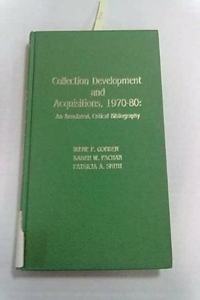 Collection Development
and
Acquisitions, 1970-80:
An Annotated, Critical Bibliography
IRENE P. GODDEN
KAREN W. FACHAN
PATRICIA A. SMITH